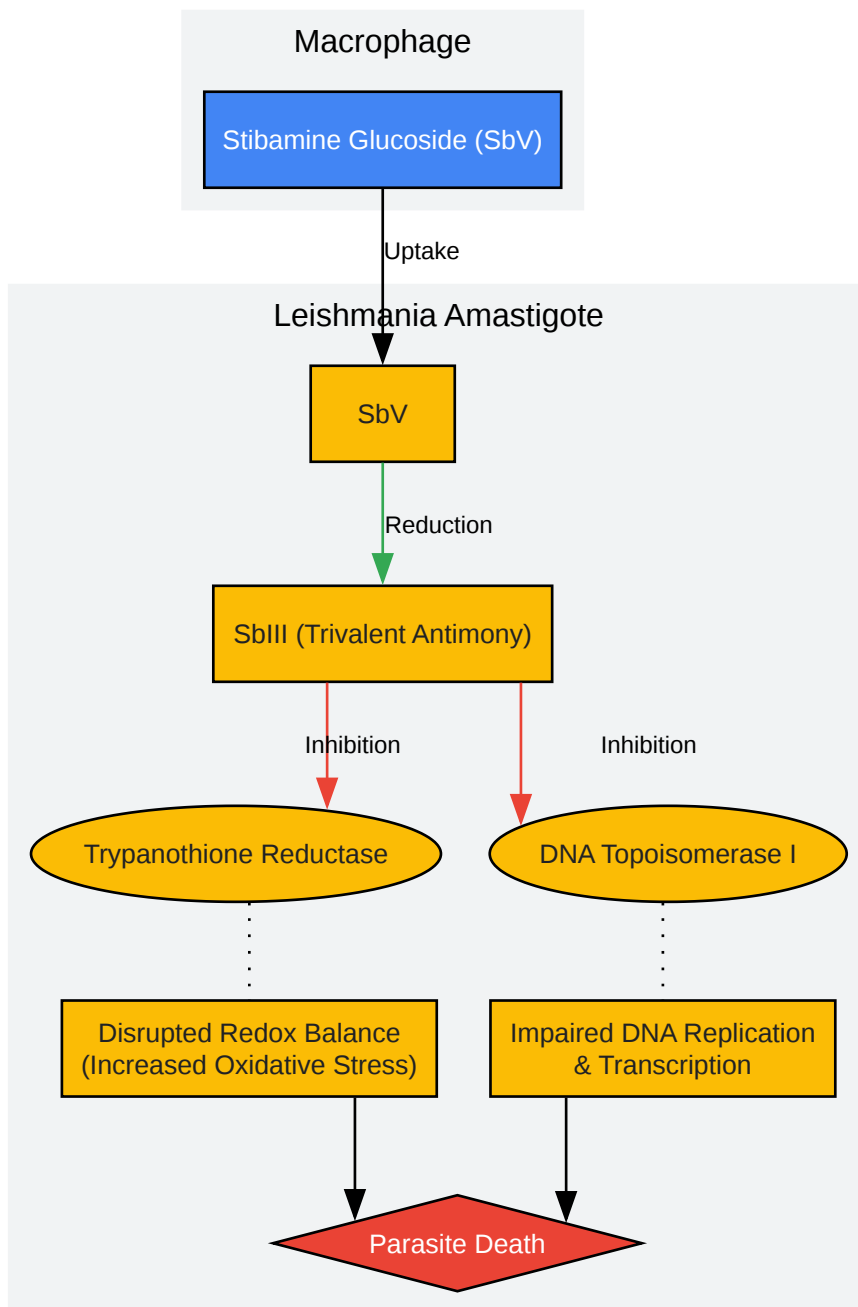 Macrophage
Stibamine Glucoside (SbV)
Uptake
Leishmania Amastigote
SbV
Reduction
SbIII (Trivalent Antimony)
Inhibition
Inhibition
Trypanothione Reductase
DNA Topoisomerase I
Disrupted Redox Balance
(Increased Oxidative Stress)
Impaired DNA Replication
& Transcription
Parasite Death